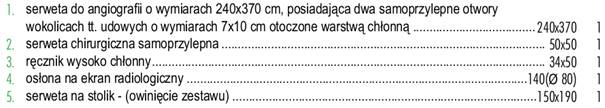 1. serweta do angiografii o wymiarach 240x370 cm, posiadająca dwa samoprzylepne otwory
wokolicach tt. udowych o wymiarach 7x10 cm otoczone warstwą chłonną ........................................ 240x370 1
2. serweta chirurgiczna samoprzylepna ........................................ 50x50 1
3. ręcznik wysoko chłonny ........................................ 34x50 1
4. osłona na ekran radiologiczny ........................................ 140(Ø 80) 1
5. serweta na stolik - (owinięcie zestawu) ........................................ 150x190 1